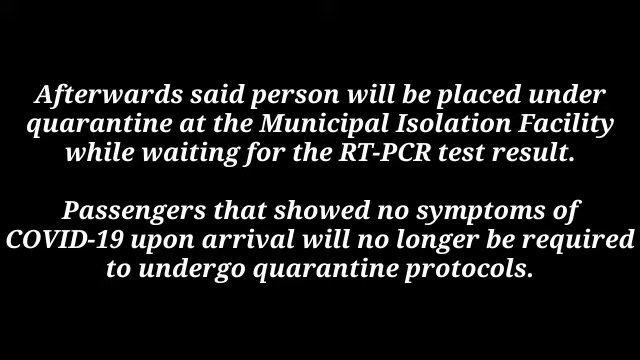 Afterwards said person will be placed under
quarantine at the Municipal Isolation Facility
while waiting for the RT-PCR test result.
Passengers that showed no symptoms of
COVID-19 upon arrival will no longer be required
to undergo quarantine protocols.